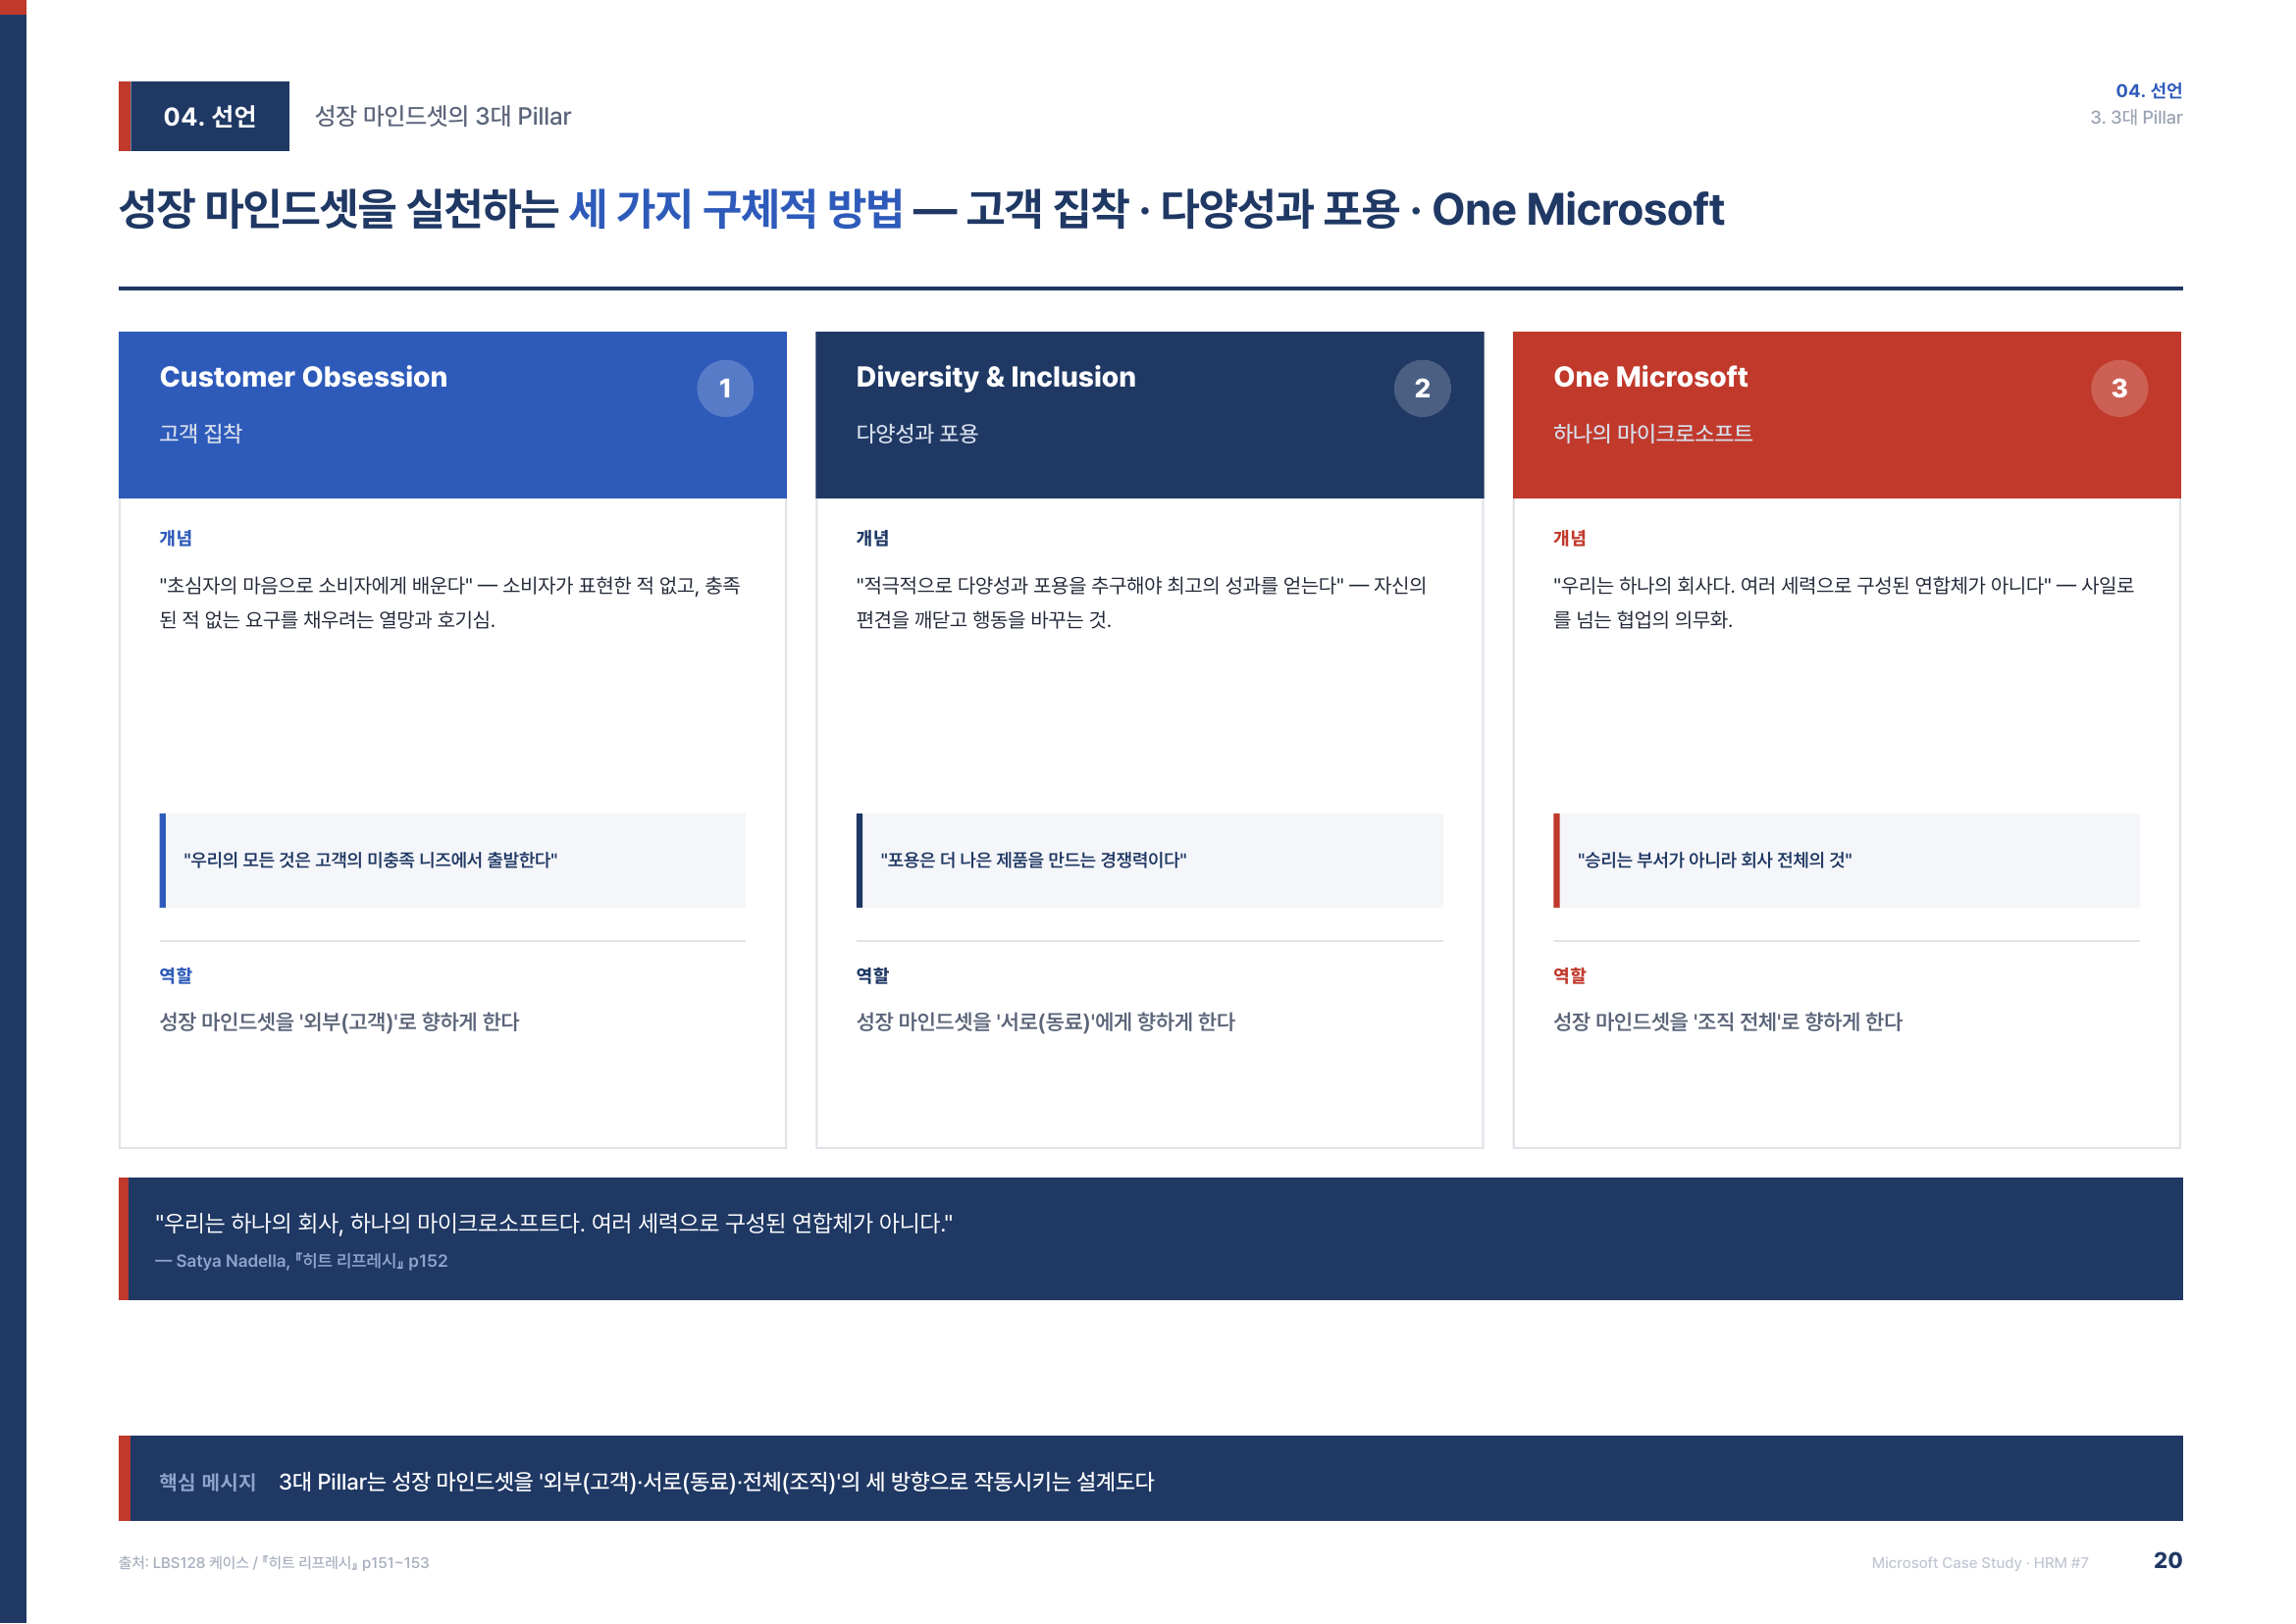 04. 선언
성장 마인드셋의 3대 Pillar
04. 선언
3. 3대 Pillar
성장 마인드셋을 실천하는 세 가지 구체적 방법 — 고객 집착 · 다양성과 포용 · One Microsoft
Customer Obsession
1
고객 집착
개념
"초심자의 마음으로 소비자에게 배운다" — 소비자가 표현한 적 없고, 충족
된 적 없는 요구를 채우려는 열망과 호기심.
"우리의 모든 것은 고객의 미충족 니즈에서 출발한다"
역할
성장 마인드셋을 '외부(고객)'로 향하게 한다
Diversity & Inclusion
2
다양성과 포용
개념
"적극적으로 다양성과 포용을 추구해야 최고의 성과를 얻는다" — 자신의
편견을 깨닫고 행동을 바꾸는 것.
"포용은 더 나은 제품을 만드는 경쟁력이다"
역할
성장 마인드셋을 '서로(동료)'에게 향하게 한다
One Microsoft
3
하나의 마이크로소프트
개념
"우리는 하나의 회사다. 여러 세력으로 구성된 연합체가 아니다" — 사일로
를 넘는 협업의 의무화.
"승리는 부서가 아니라 회사 전체의 것"
역할
성장 마인드셋을 '조직 전체'로 향하게 한다
"우리는 하나의 회사, 하나의 마이크로소프트다. 여러 세력으로 구성된 연합체가 아니다."
— Satya Nadella, 『히트 리프레시』 p152
핵심 메시지 3대 Pillar는 성장 마인드셋을 '외부(고객)·서로(동료)·전체(조직)'의 세 방향으로 작동시키는 설계도다
출처: LBS128 케이스 / 『히트 리프레시』 p151~153
Microsoft Case Study · HRM #7
20